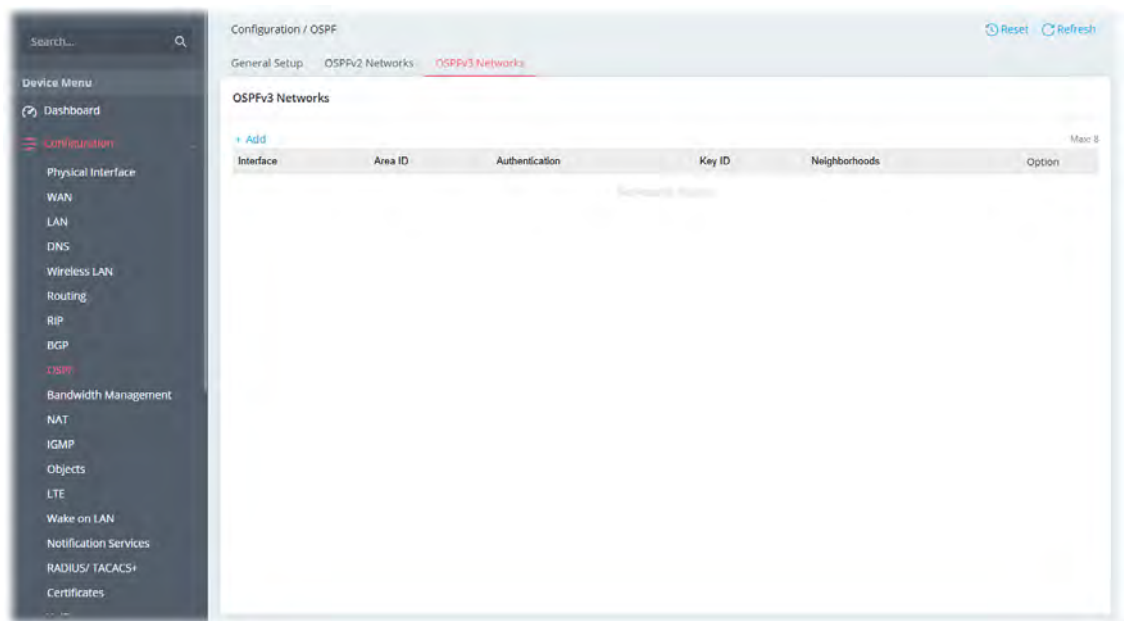 Search...
Device Menu
Dashboard
Configuration
Physical Interface
WAN
LAN
DNS
Wireless LAN
Routing
RIP
BGP
OSPF
Bandwidth Management
NAT
IGMP
Objects
LTE
Wake on LAN
Notification Services
RADIUS/ TACACS+
Certificates
Configuration / OSPF
Reset Refresh
General Setup OSPFv2 Networks OSPFv3 Networks
OSPFv3 Networks
+ Add Max: 8
Interface Area ID Authentication Key ID Neighborhoods Option